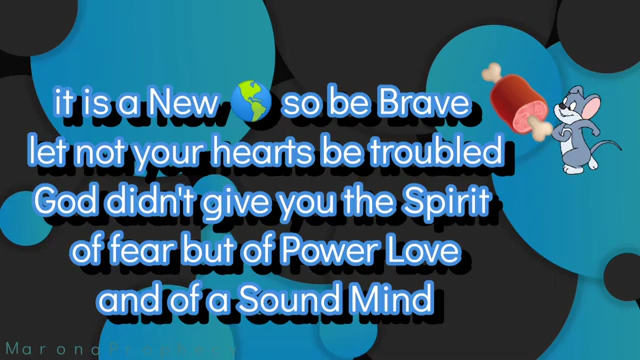 it is a New 🌎 so be Brave
let not your hearts be troubled
God didn't give you the Spirit
of fear but of Power Love
and of a Sound Mind